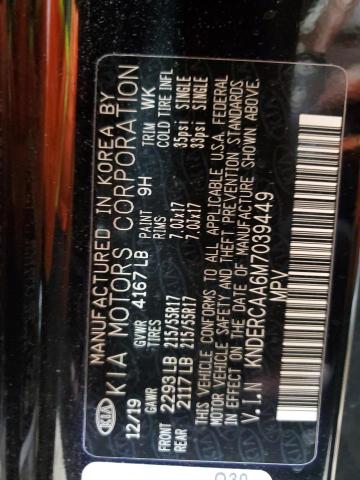 KIA
MANUFACTURED IN KOREA BY
KIA MOTORS CORPORATION
12/19 GVWR 4167LB PAINT 9H TRIM WK
GAWR TIRES RIMS COLD TIRE INFL
FRONT 2293LB 215/55R17 7.0Jx17 35psi SINGLE
REAR 2117LB 215/55R17 7.0Jx17 33psi SINGLE
THIS VEHICLE CONFORMS TO ALL APPLICABLE U.S.A. FEDERAL
MOTOR VEHICLE SAFETY AND THEFT PREVENTION STANDARDS
IN EFFECT ON THE DATE OF MANUFACTURE SHOWN ABOVE.
V.I.N KNDERCAA6M7039449
MPV